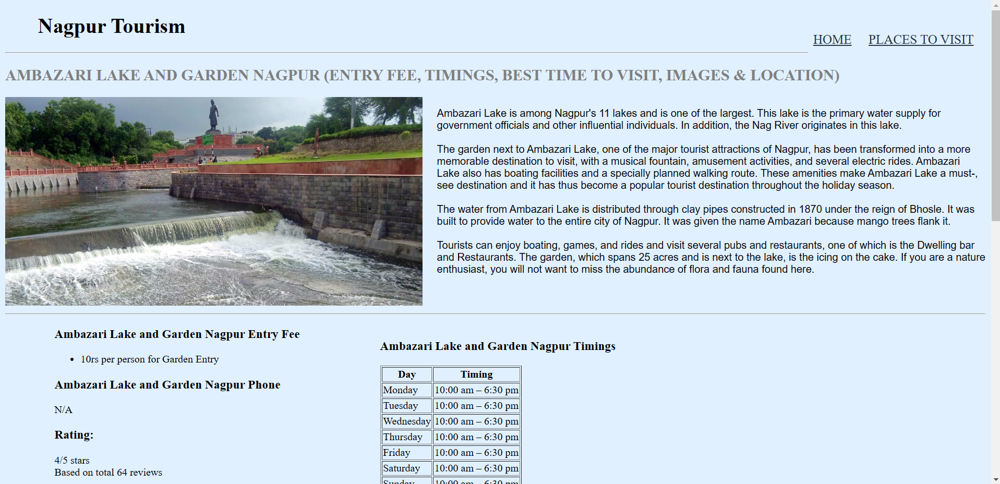 Nagpur Tourism
HOME PLACES TO VISIT
AMBAZARI LAKE AND GARDEN NAGPUR (ENTRY FEE, TIMINGS, BEST TIME TO VISIT, IMAGES & LOCATION)
Ambazari Lake is among Nagpur's 11 lakes and is one of the largest. This lake is the primary water supply for
government officials and other influential individuals. In addition, the Nag River originates in this lake.
The garden next to Ambazari Lake, one of the major tourist attractions of Nagpur, has been transformed into a more
memorable destination to visit, with a musical fountain, amusement activities, and several electric rides. Ambazari
Lake also has boating facilities and a specially planned walking route. These amenities make Ambazari Lake a must-,
see destination and it has thus become a popular tourist destination throughout the holiday season.
The water from Ambazari Lake is distributed through clay pipes constructed in 1870 under the reign of Bhosle. It was
built to provide water to the entire city of Nagpur. It was given the name Ambazari because mango trees flank it.
Tourists can enjoy boating, games, and rides and visit several pubs and restaurants, one of which is the Dwelling bar
and Restaurants. The garden, which spans 25 acres and is next to the lake, is the icing on the cake. If you are a nature
enthusiast, you will not want to miss the abundance of flora and fauna found here.
Ambazari Lake and Garden Nagpur Entry Fee
• 10rs per person for Garden Entry
Ambazari Lake and Garden Nagpur Phone
N/A
Rating:
4/5 stars
Based on total 64 reviews
Ambazari Lake and Garden Nagpur Timings
Day Timing
Monday 10:00 am – 6:30 pm
Tuesday 10:00 am – 6:30 pm
Wednesday 10:00 am – 6:30 pm
Thursday 10:00 am – 6:30 pm
Friday 10:00 am – 6:30 pm
Saturday 10:00 am – 6:30 pm
Sunday 10:00 am – 6:30 pm